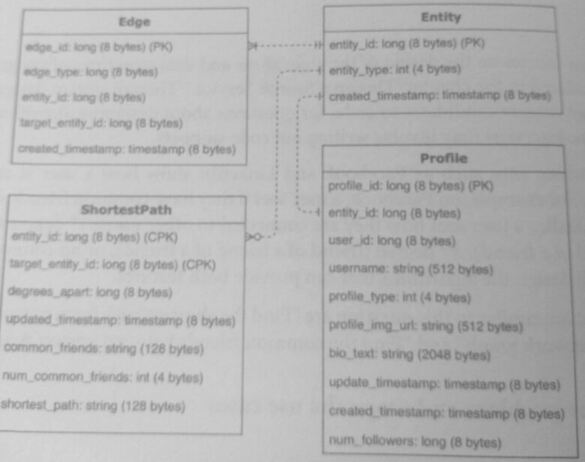 Edge
edge_id: long (8 bytes) (PK)
edge_type: long (8 bytes)
entity_id: long (8 bytes)
target_entity_id: long (8 bytes)
created_timestamp: timestamp (8 bytes)
Entity
entity_id: long (8 bytes) (PK)
entity_type: int (4 bytes)
created_timestamp: timestamp (8 bytes)
ShortestPath
entity_id: long (8 bytes) (CPK)
target_entity_id: long (8 bytes) (CPK)
degrees_apart: long (8 bytes)
updated_timestamp: timestamp (8 bytes)
common_friends: string (128 bytes)
num_common_friends: int (4 bytes)
shortest_path: string (128 bytes)
Profile
profile_id: long (8 bytes) (PK)
entity_id: long (8 bytes)
user_id: long (8 bytes)
username: string (512 bytes)
profile_type: int (4 bytes)
profile_img_url: string (512 bytes)
bio_text: string (2048 bytes)
update_timestamp: timestamp (8 bytes)
created_timestamp: timestamp (8 bytes)
num_followers: long (8 bytes)